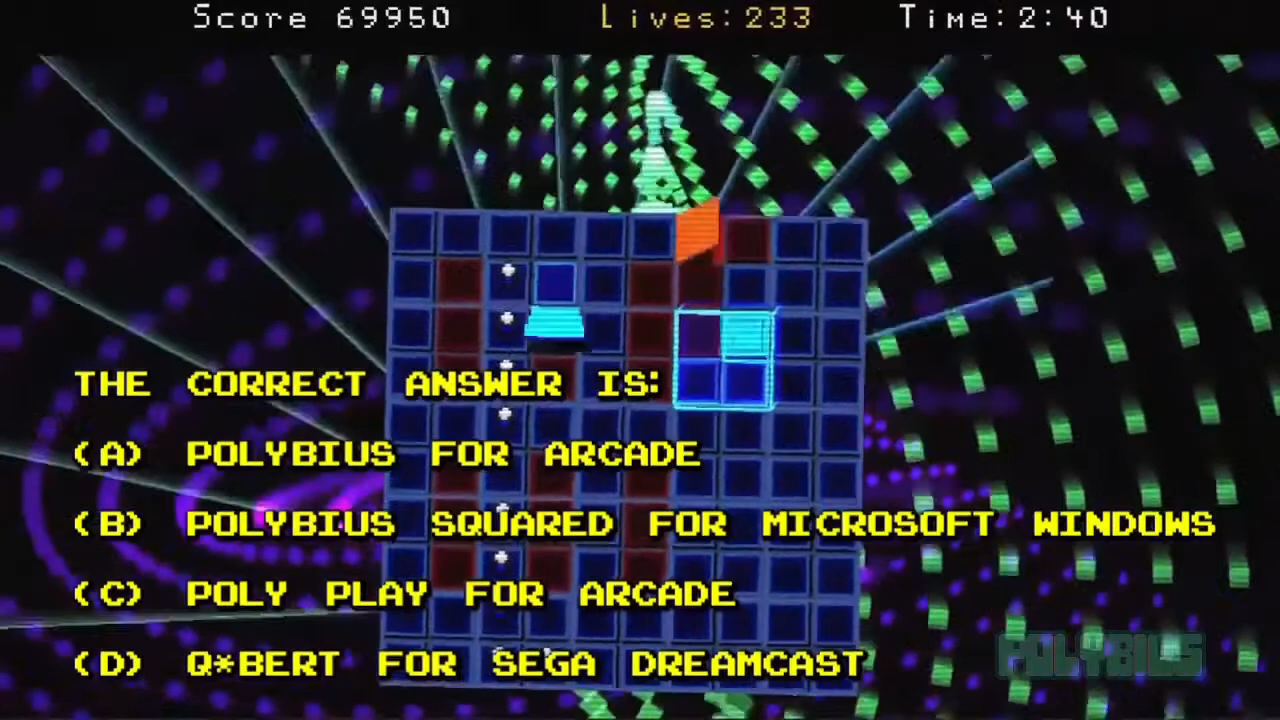 Score 69950 Lives:233 Time:2:40
THE CORRECT ANSWER IS:
(A) POLYBIUS FOR ARCADE
(B) POLYBIUS SQUARED FOR MICROSOFT WINDOWS
(C) POLY PLAY FOR ARCADE
(D) Q*BERT FOR SEGA DREAMCAST
POLYBIUS